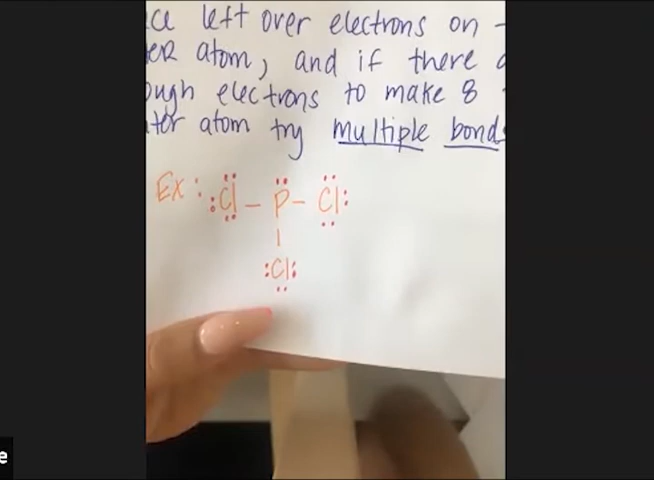 left over electrons on
atom, and if there
electrons to make 8
atom try multiple bonds
Ex: :Cl - P - Cl:
|
:Cl:
e